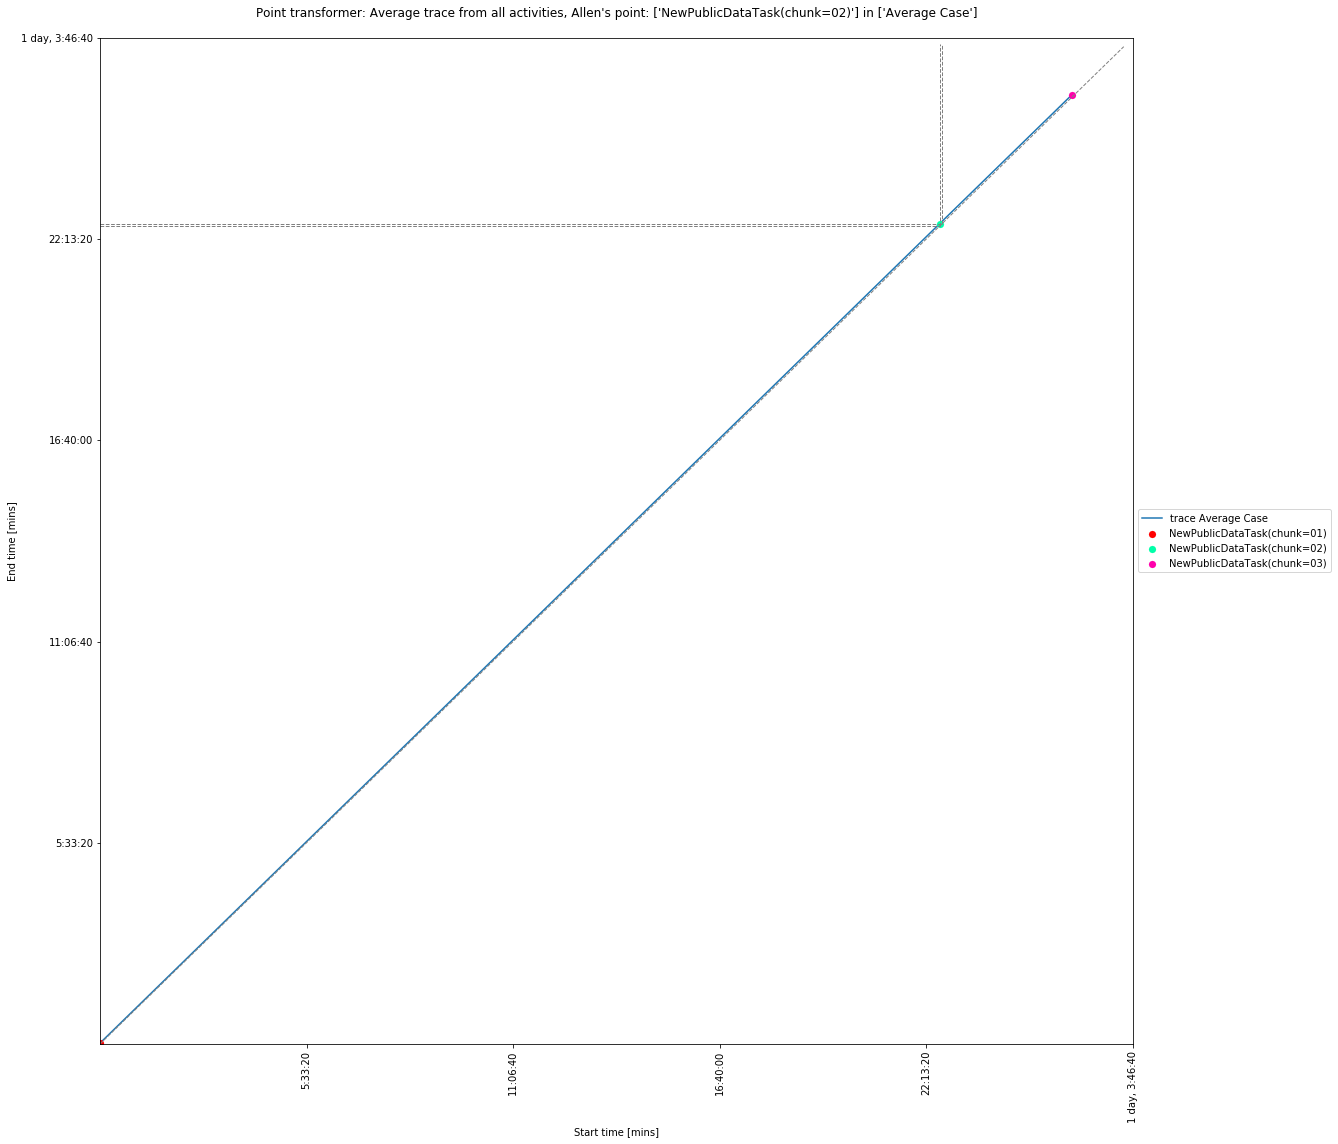 Point transformer: Average trace from all activities, Allen's point: ['NewPublicDataTask(chunk=02)'] in ['Average Case']
1 day, 3:46:40
22:13:20
16:40:00
11:06:40
5:33:20
End time [mins]
trace Average Case
NewPublicDataTask(chunk=01)
NewPublicDataTask(chunk=02)
NewPublicDataTask(chunk=03)
5:33:20
11:06:40
16:40:00
22:13:20
1 day, 3:46:40
Start time [mins]